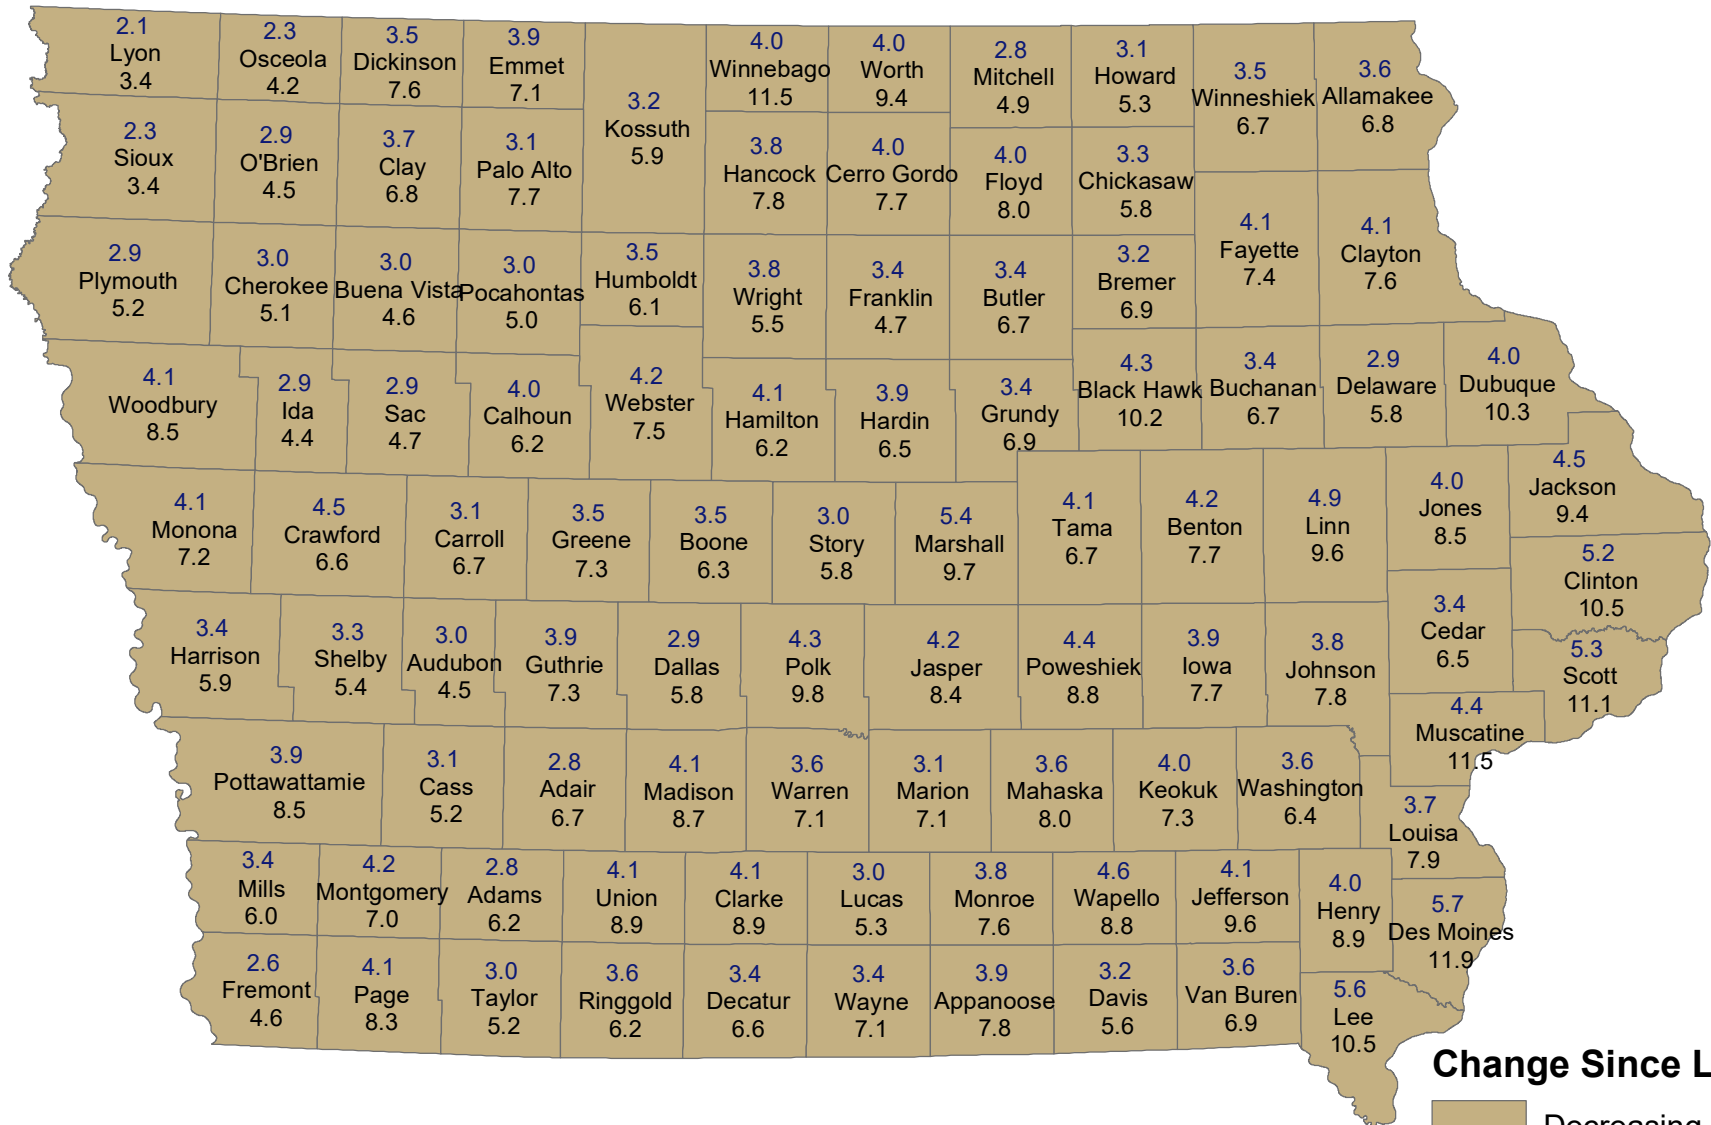 2.1
Lyon
3.4
2.3
Osceola
4.2
3.5
Dickinson
7.6
3.9
Emmet
7.1
3.2
Kossuth
5.9
4.0
Winnebago
11.5
4.0
Worth
9.4
2.8
Mitchell
4.9
3.1
Howard
5.3
3.5
Winneshiek
6.7
3.6
Allamakee
6.8
2.3
Sioux
3.4
2.9
O'Brien
4.5
3.7
Clay
6.8
3.1
Palo Alto
7.7
3.8
Hancock
7.8
4.0
Cerro Gordo
7.7
4.0
Floyd
8.0
3.3
Chickasaw
5.8
4.1
Fayette
7.4
4.1
Clayton
7.6
2.9
Plymouth
5.2
3.0
Cherokee
5.1
3.0
Buena Vista
4.6
3.0
Pocahontas
5.0
3.5
Humboldt
6.1
3.8
Wright
5.5
3.4
Franklin
4.7
3.4
Butler
6.7
3.2
Bremer
6.9
4.1
Woodbury
8.5
2.9
Ida
4.4
2.9
Sac
4.7
4.0
Calhoun
6.2
4.2
Webster
7.5
4.1
Hamilton
6.2
3.9
Hardin
6.5
3.4
Grundy
6.9
4.3
Black Hawk
10.2
3.4
Buchanan
6.7
2.9
Delaware
5.8
4.0
Dubuque
10.3
4.1
Monona
7.2
4.5
Crawford
6.6
3.1
Carroll
6.7
3.5
Greene
7.3
3.5
Boone
6.3
3.0
Story
5.8
5.4
Marshall
9.7
4.1
Tama
6.7
4.2
Benton
7.7
4.9
Linn
9.6
4.0
Jones
8.5
4.5
Jackson
9.4
5.2
Clinton
10.5
3.4
Harrison
5.9
3.3
Shelby
5.4
3.0
Audubon
4.5
3.9
Guthrie
7.3
2.9
Dallas
5.8
4.3
Polk
9.8
4.2
Jasper
8.4
4.4
Poweshiek
8.8
3.9
Iowa
7.7
3.8
Johnson
7.8
3.4
Cedar
6.5
5.3
Scott
11.1
4.4
Muscatine
11.5
3.9
Pottawattamie
8.5
3.1
Cass
5.2
2.8
Adair
6.7
4.1
Madison
8.7
3.6
Warren
7.1
3.1
Marion
7.1
3.6
Mahaska
8.0
4.0
Keokuk
7.3
3.6
Washington
6.4
3.7
Louisa
7.9
3.4
Mills
6.0
4.2
Montgomery
7.0
2.8
Adams
6.2
4.1
Union
8.9
4.1
Clarke
8.9
3.0
Lucas
5.3
3.8
Monroe
7.6
4.6
Wapello
8.8
4.1
Jefferson
9.6
4.0
Henry
8.9
5.7
Des Moines
11.9
2.6
Fremont
4.6
4.1
Page
8.3
3.0
Taylor
5.2
3.6
Ringgold
6.2
3.4
Decatur
6.6
3.4
Wayne
7.1
3.9
Appanoose
7.8
3.2
Davis
5.6
3.6
Van Buren
6.9
5.6
Lee
10.5
Change Since L
Decreasing